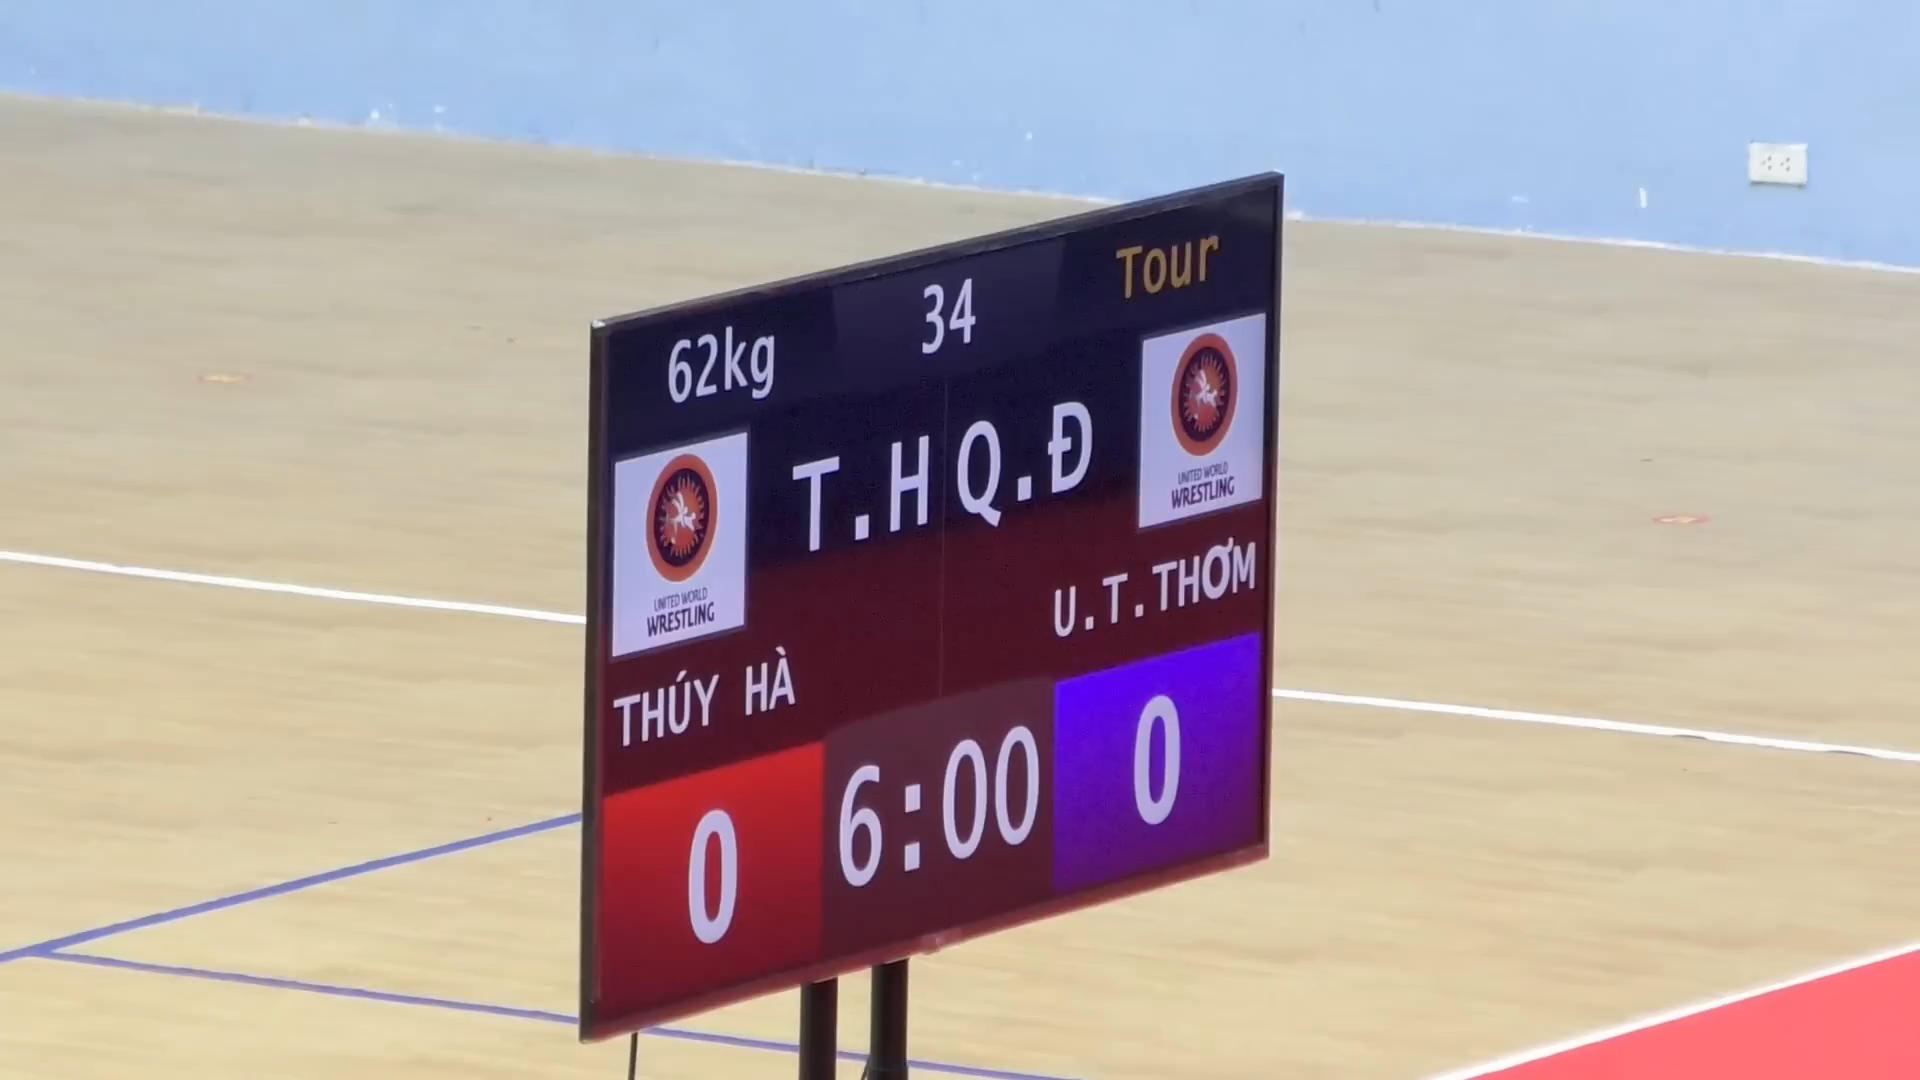 62kg 34 Tour
T.H Q.Đ
UNITED WORLD
WRESTLING
UNITED WORLD
WRESTLING
THÚY HÀ U.T.THƠM
0 6:00 0